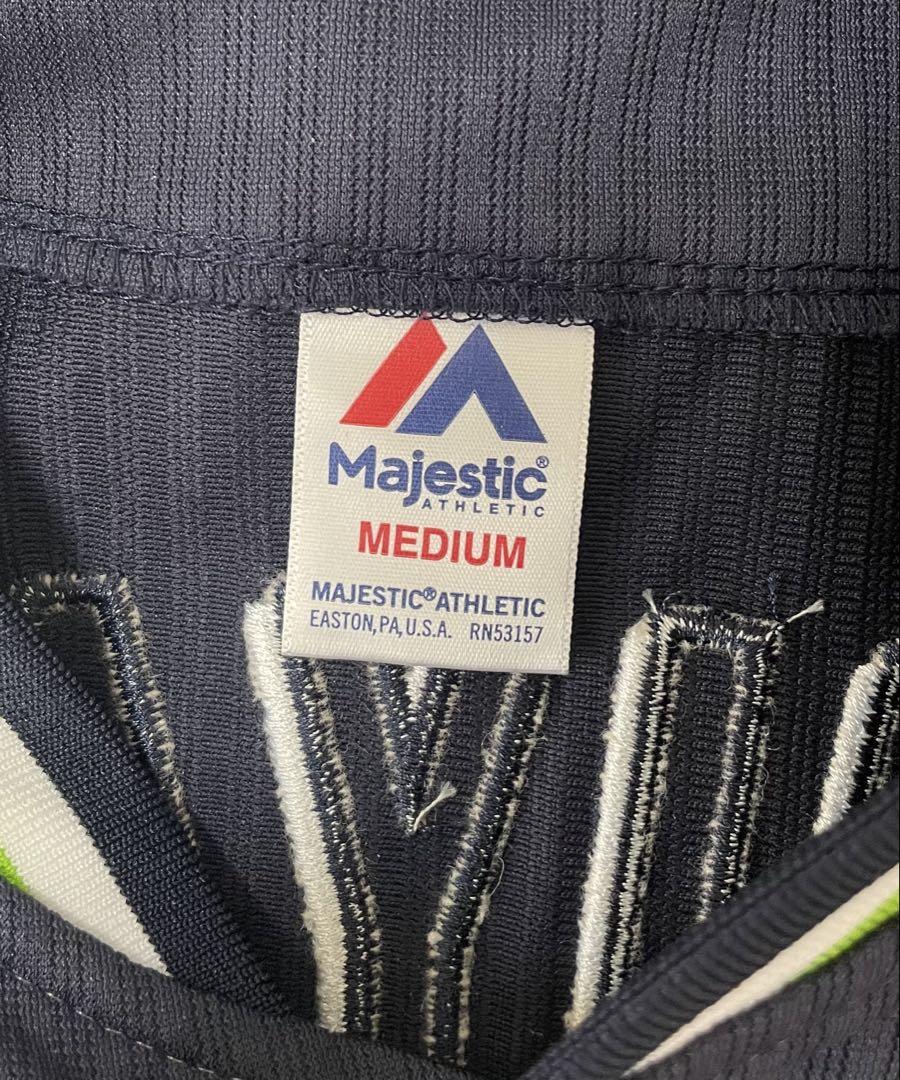 Majestic®
ATHLETIC
MEDIUM
MAJESTIC®ATHLETIC
EASTON, PA, U.S.A. RN53157